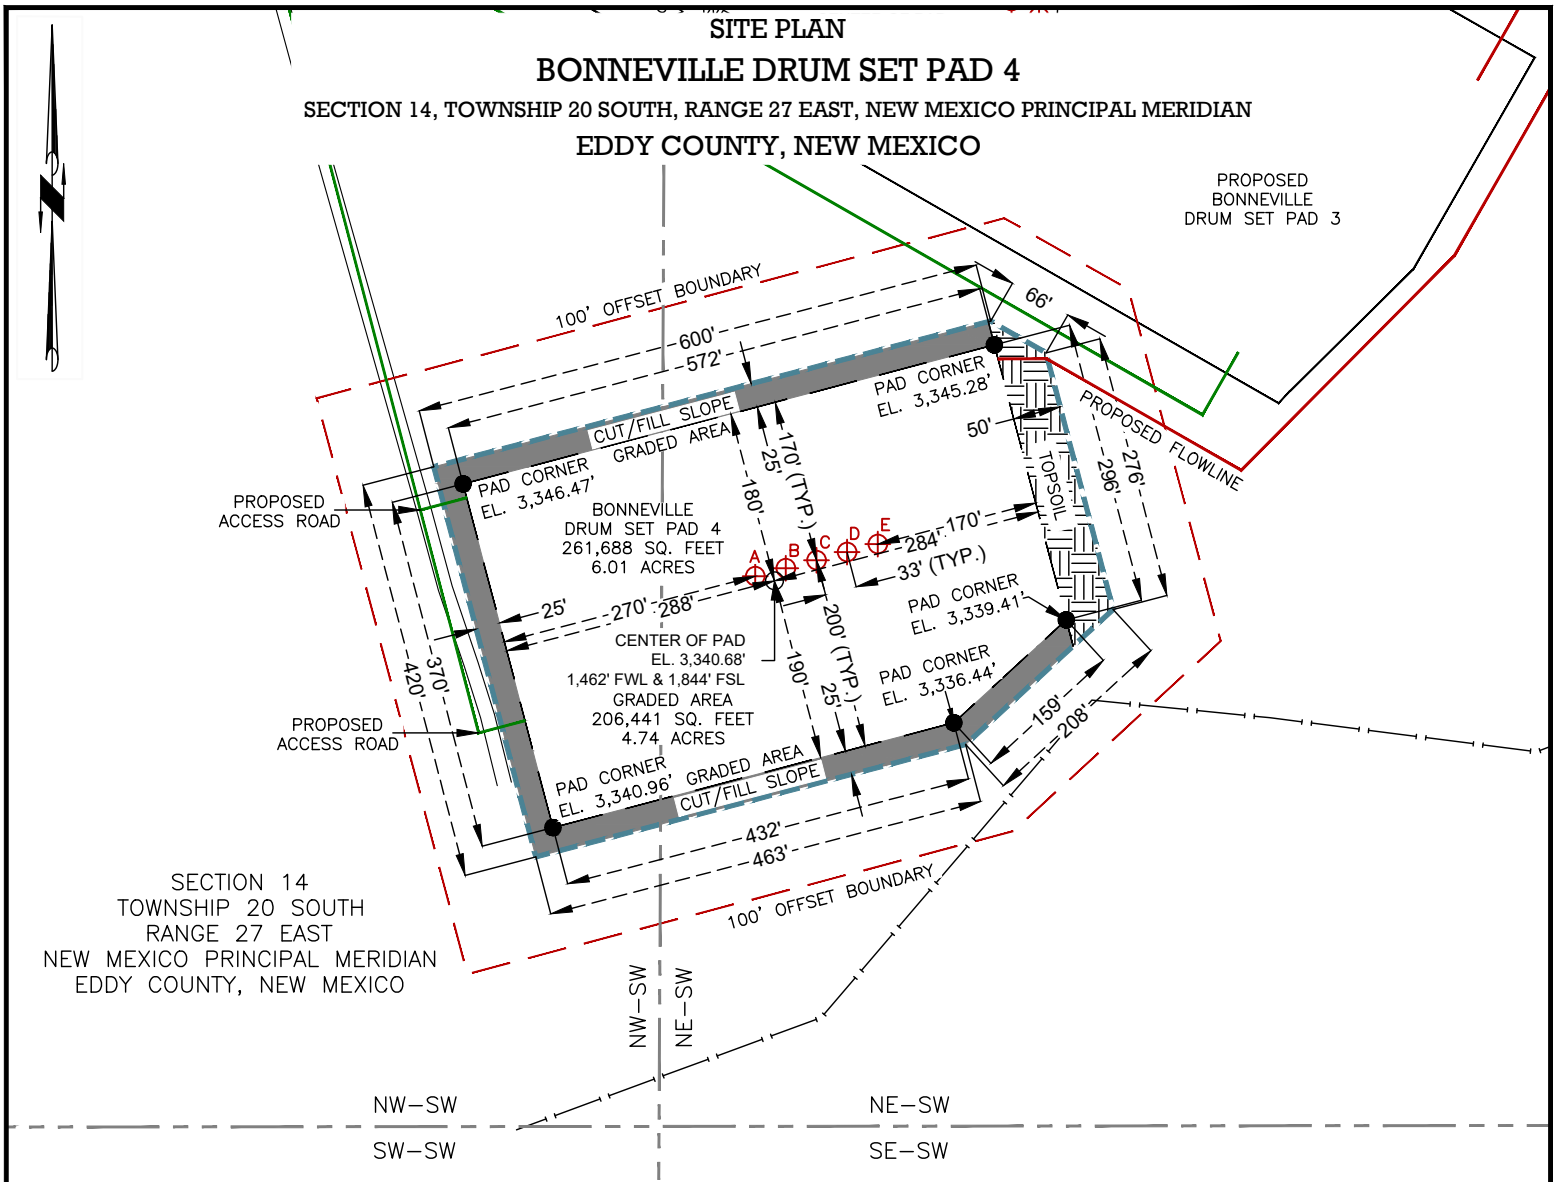 SITE PLAN
BONNEVILLE DRUM SET PAD 4
SECTION 14, TOWNSHIP 20 SOUTH, RANGE 27 EAST, NEW MEXICO PRINCIPAL MERIDIAN
EDDY COUNTY, NEW MEXICO
PROPOSED
BONNEVILLE
DRUM SET PAD 3
100' OFFSET BOUNDARY
66'
600'
572'
PAD CORNER
EL. 3,345.28'
50'
PROPOSED FLOWLINE
TOPSOIL
296'
276'
CUT/FILL SLOPE
GRADED AREA
PAD CORNER
EL. 3,346.47'
PROPOSED
ACCESS ROAD
BONNEVILLE
DRUM SET PAD 4
261,688 SQ. FEET
6.01 ACRES
180'
25'
170' (TYP.)
A
B
C
D
E
170'
284'
33' (TYP.)
25'
270'
288'
PAD CORNER
EL. 3,339.41'
CENTER OF PAD
EL. 3,340.68'
1,462' FWL & 1,844' FSL
GRADED AREA
206,441 SQ. FEET
4.74 ACRES
190'
25'
200' (TYP.)
PAD CORNER
EL. 3,336.44'
370'
420'
PROPOSED
ACCESS ROAD
159'
208'
PAD CORNER
EL. 3,340.96'
GRADED AREA
CUT/FILL SLOPE
432'
463'
100' OFFSET BOUNDARY
SECTION 14
TOWNSHIP 20 SOUTH
RANGE 27 EAST
NEW MEXICO PRINCIPAL MERIDIAN
EDDY COUNTY, NEW MEXICO
NW-SW
NE-SW
NW-SW
NE-SW
SW-SW
SE-SW